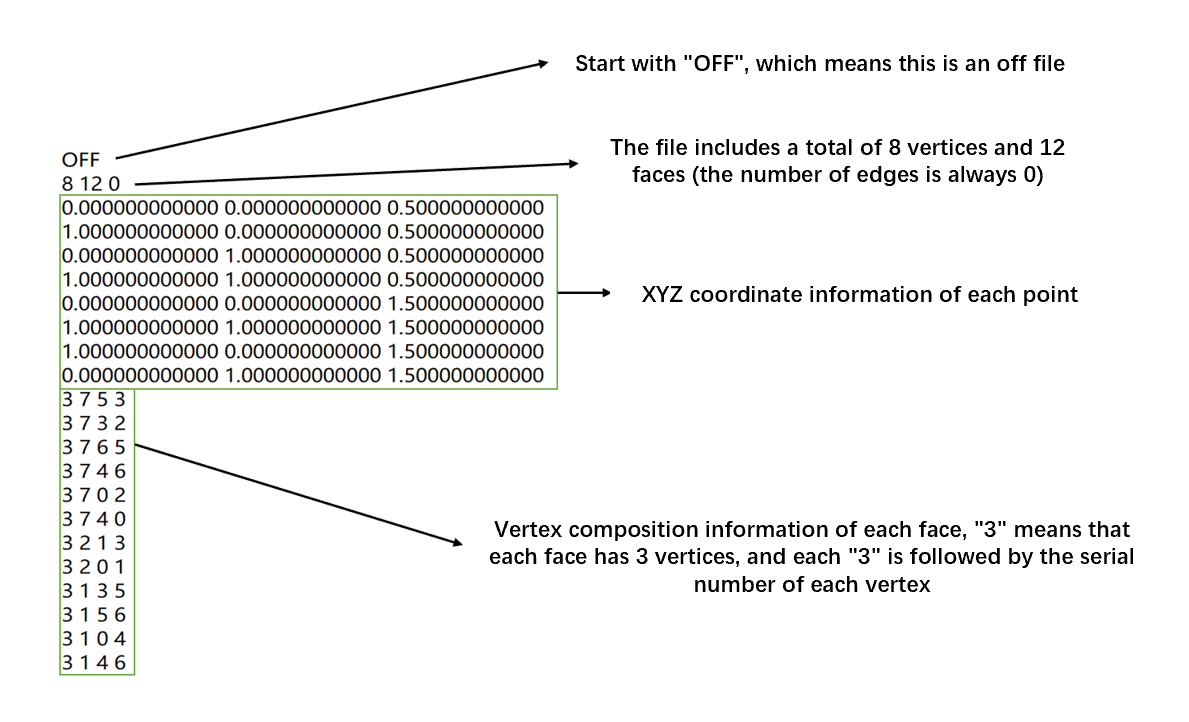 Start with "OFF", which means this is an off file
OFF
The file includes a total of 8 vertices and 12
faces (the number of edges is always 0)
8 12 0
0.000000000000 0.000000000000 0.500000000000
1.000000000000 0.000000000000 0.500000000000
0.000000000000 1.000000000000 0.500000000000
1.000000000000 1.000000000000 0.500000000000
0.000000000000 0.000000000000 1.500000000000
1.000000000000 1.000000000000 1.500000000000
1.000000000000 0.000000000000 1.500000000000
0.000000000000 1.000000000000 1.500000000000
XYZ coordinate information of each point
3 7 5 3
3 7 3 2
3 7 6 5
3 7 4 6
3 7 0 2
3 7 4 0
3 2 1 3
3 2 0 1
3 1 3 5
3 1 5 6
3 1 0 4
3 1 4 6
Vertex composition information of each face, "3" means that
each face has 3 vertices, and each "3" is followed by the serial
number of each vertex